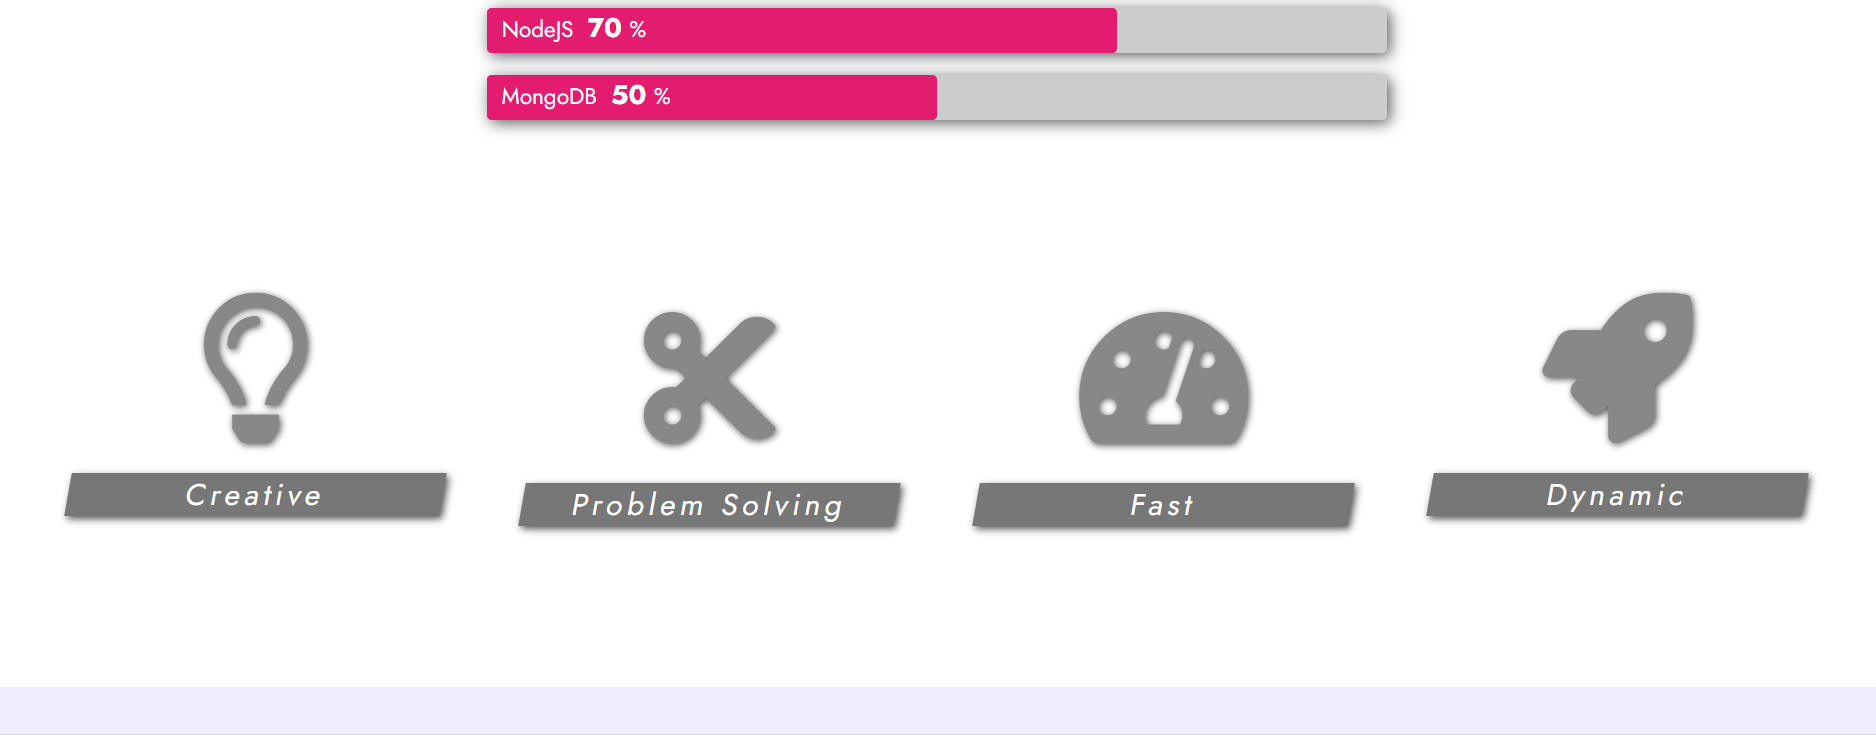 NodeJS 70 %
MongoDB 50 %
Creative
Problem Solving
Fast
Dynamic